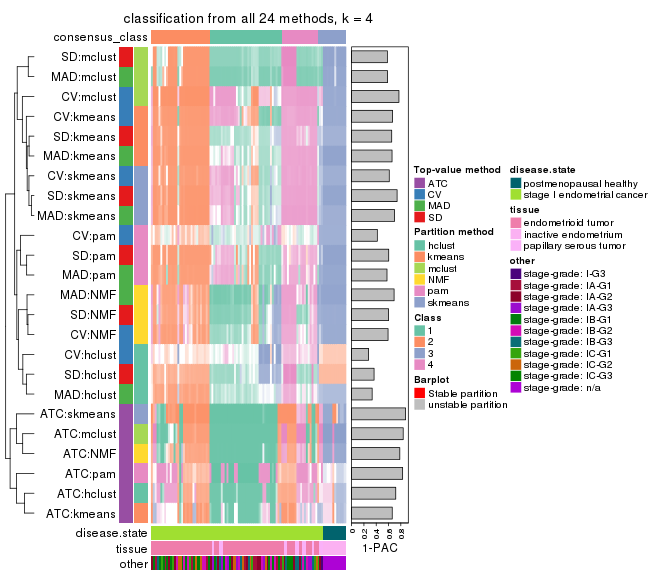 classification from all 24 methods, k = 4
consensus_class
SD:mclust
MAD:mclust
CV:mclust
CV:kmeans
SD:kmeans
MAD:kmeans
CV:skmeans
SD:skmeans
MAD:skmeans
CV:pam
SD:pam
MAD:pam
MAD:NMF
SD:NMF
CV:NMF
CV:hclust
SD:hclust
MAD:hclust
ATC:skmeans
ATC:mclust
ATC:NMF
ATC:pam
ATC:hclust
ATC:kmeans
disease.state
tissue
other
0 0.2 0.4 0.6 0.8
1-PAC
Top-value method
ATC
CV
MAD
SD
Partition method
hclust
kmeans
mclust
NMF
pam
skmeans
Class
1
2
3
4
Barplot
Stable partition
unstable partition
disease.state
postmenopausal healthy
stage I endometrial cancer
tissue
endometrioid tumor
inactive endometrium
papillary serous tumor
other
stage-grade: I-G3
stage-grade: IA-G1
stage-grade: IA-G2
stage-grade: IA-G3
stage-grade: IB-G1
stage-grade: IB-G2
stage-grade: IB-G3
stage-grade: IC-G1
stage-grade: IC-G2
stage-grade: IC-G3
stage-grade: n/a